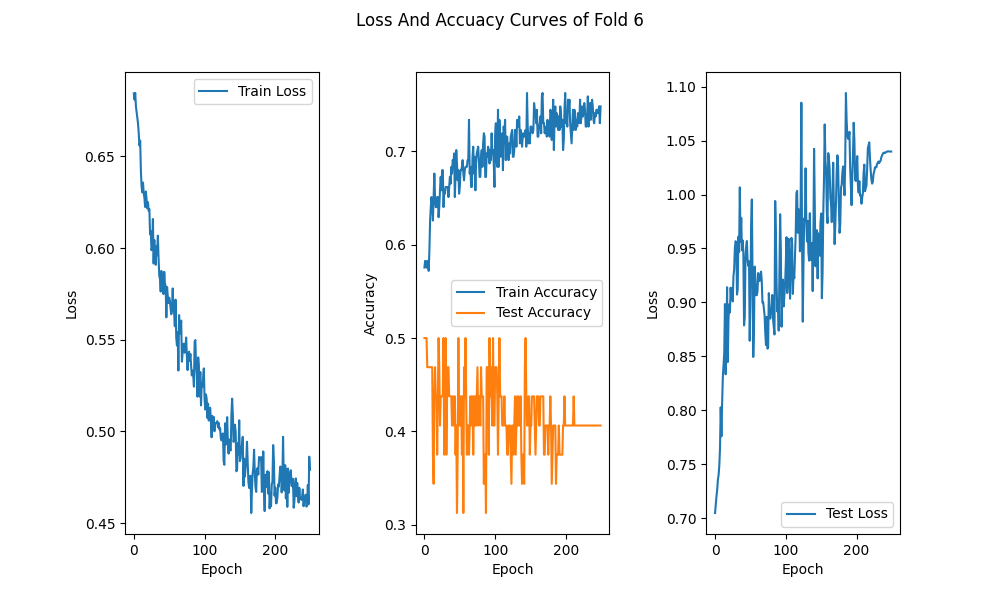 Loss And Accuacy Curves of Fold 6
Train Loss
0.65
0.60
0.55
0.50
0.45
Loss
0
100
200
Epoch
0.7
0.6
0.5
0.4
0.3
Accuracy
Train Accuracy
Test Accuracy
0
100
200
Epoch
1.10
1.05
1.00
0.95
0.90
0.85
0.80
0.75
0.70
Loss
Test Loss
0
100
200
Epoch